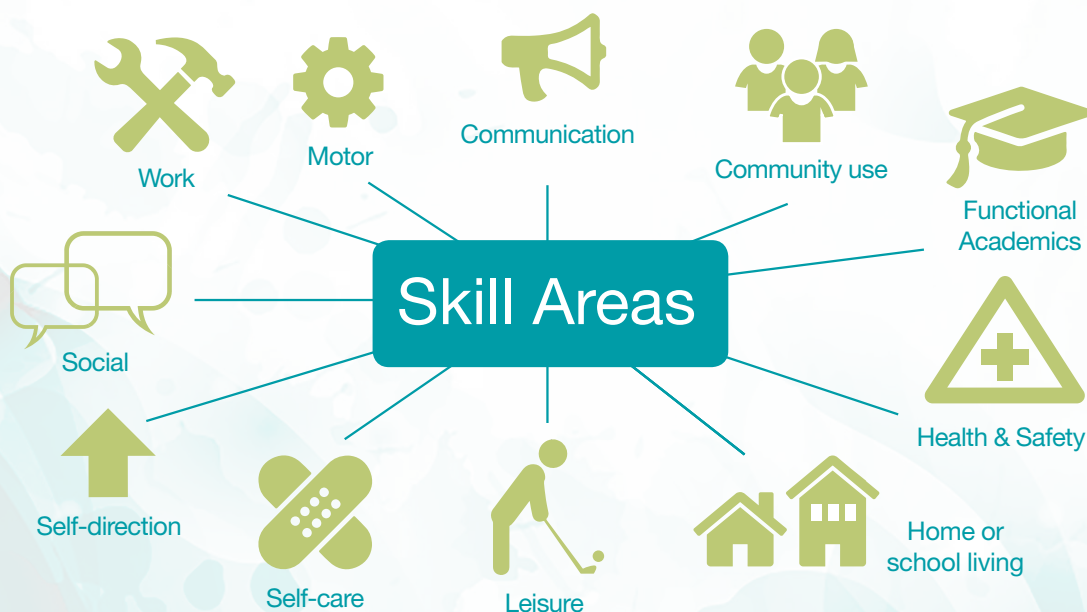 Communication
Motor
Community use
Work
Functional
Academics
Skill Areas
Social
Health & Safety
Self-direction
Home or
school living
Self-care
Leisure